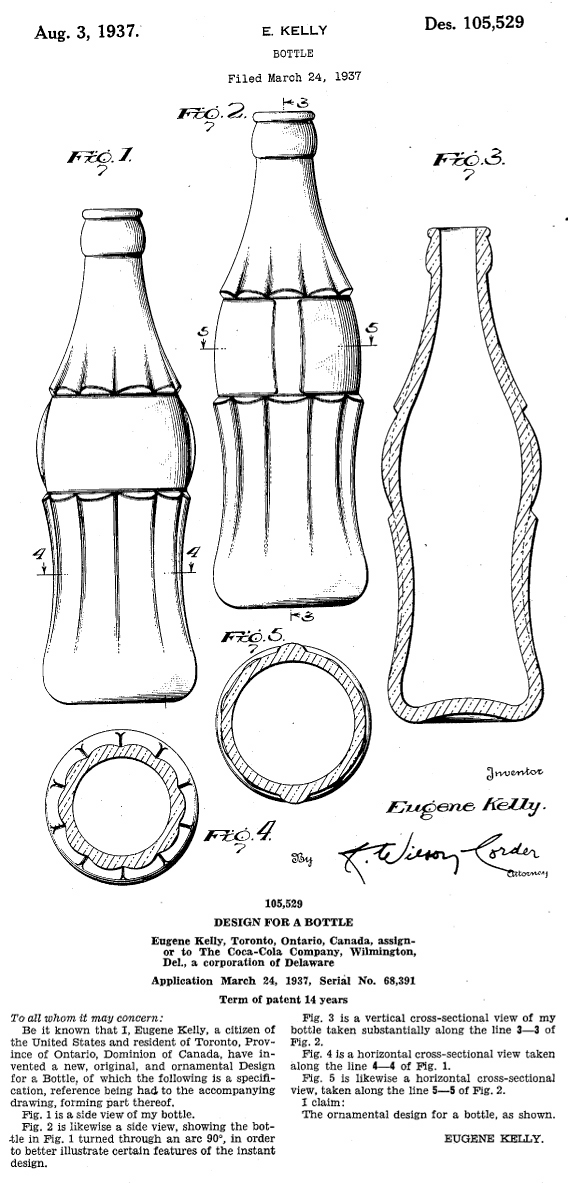 Aug. 3, 1937.
E. KELLY
Des. 105,529
BOTTLE
Filed March 24, 1937
Fig. 1.
Fig. 2.
3
Fig. 3.
5
5
4
4
3
Fig. 5.
Fig. 4.
Inventor
Eugene Kelly.
By
K. Wilson Corder
Attorney
105,529
DESIGN FOR A BOTTLE
Eugene Kelly, Toronto, Ontario, Canada, assign-
or to The Coca-Cola Company, Wilmington,
Del., a corporation of Delaware
Application March 24, 1937, Serial No. 68,391
Term of patent 14 years
To all whom it may concern:
Be it known that I, Eugene Kelly, a citizen of
the United States and resident of Toronto, Prov-
ince of Ontario, Dominion of Canada, have in-
vented a new, original, and ornamental Design
for a Bottle, of which the following is a specifi-
cation, reference being had to the accompanying
drawing, forming part thereof.
Fig. 1 is a side view of my bottle.
Fig. 2 is likewise a side view, showing the bot-
tle in Fig. 1 turned through an arc 90°, in order
to better illustrate certain features of the instant
design.
Fig. 3 is a vertical cross-sectional view of my
bottle taken substantially along the line 3—3 of
Fig. 2.
Fig. 4 is a horizontal cross-sectional view taken
along the line 4—4 of Fig. 1.
Fig. 5 is likewise a horizontal cross-sectional
view, taken along the line 5—5 of Fig. 2.
I claim:
The ornamental design for a bottle, as shown.
EUGENE KELLY.